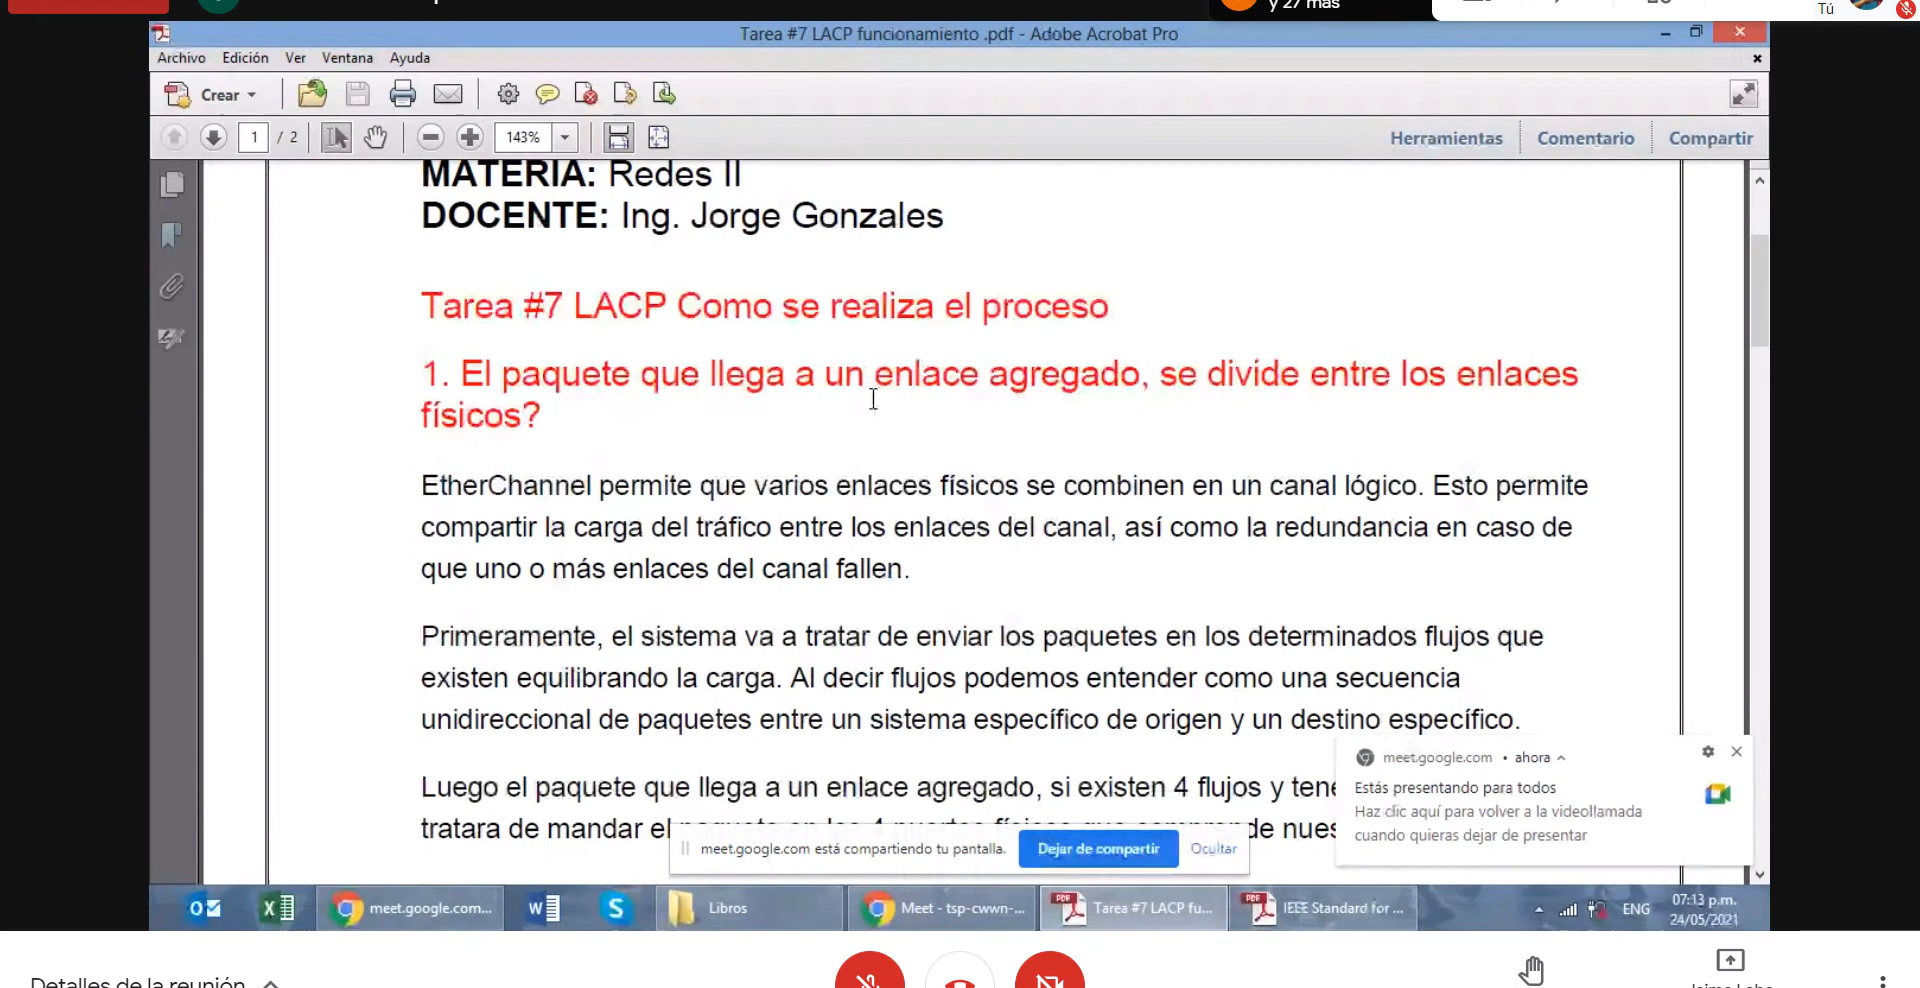 y 27 más
Tú
Tarea #7 LACP funcionamiento .pdf - Adobe Acrobat Pro
Archivo Edición Ver Ventana Ayuda
Crear
1 / 2 143% Herramientas Comentario Compartir
MATERIA: Redes II
DOCENTE: Ing. Jorge Gonzales
Tarea #7 LACP Como se realiza el proceso
1. El paquete que llega a un enlace agregado, se divide entre los enlaces
físicos?
EtherChannel permite que varios enlaces físicos se combinen en un canal lógico. Esto permite
compartir la carga del tráfico entre los enlaces del canal, así como la redundancia en caso de
que uno o más enlaces del canal fallen.
Primeramente, el sistema va a tratar de enviar los paquetes en los determinados flujos que
existen equilibrando la carga. Al decir flujos podemos entender como una secuencia
unidireccional de paquetes entre un sistema específico de origen y un destino específico.
Luego el paquete que llega a un enlace agregado, si existen 4 flujos y
tratara de mandar
meet.google.com • ahora
Estás presentando para todos
Haz clic aquí para volver a la videollamada
cuando quieras dejar de presentar
meet.google.com está compartiendo tu pantalla. Dejar de compartir Ocultar
meet.google.com... Libros Meet - tsp-cwwn-... Tarea #7 LACP fu... IEEE Standard for ... ENG 07:13 p.m.
24/05/2021
Detalles de la reunión